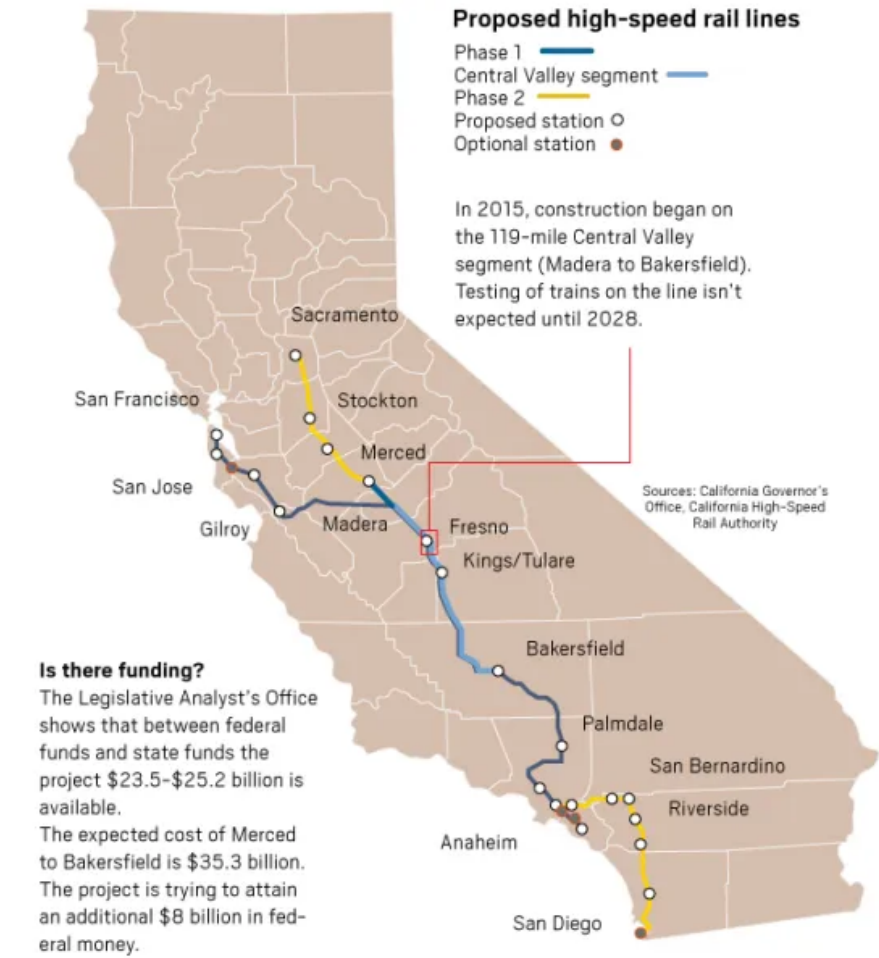 Proposed high-speed rail lines
Phase 1
Central Valley segment
Phase 2
Proposed station
Optional station
In 2015, construction began on
the 119-mile Central Valley
segment (Madera to Bakersfield).
Testing of trains on the line isn't
expected until 2028.
Sacramento
San Francisco
Stockton
Merced
San Jose
Gilroy
Madera
Fresno
Kings/Tulare
Sources: California Governor's
Office, California High-Speed
Rail Authority
Bakersfield
Palmdale
San Bernardino
Riverside
Anaheim
San Diego
Is there funding?
The Legislative Analyst's Office
shows that between federal
funds and state funds the
project $23.5-$25.2 billion is
available.
The expected cost of Merced
to Bakersfield is $35.3 billion.
The project is trying to attain
an additional $8 billion in fed-
eral money.